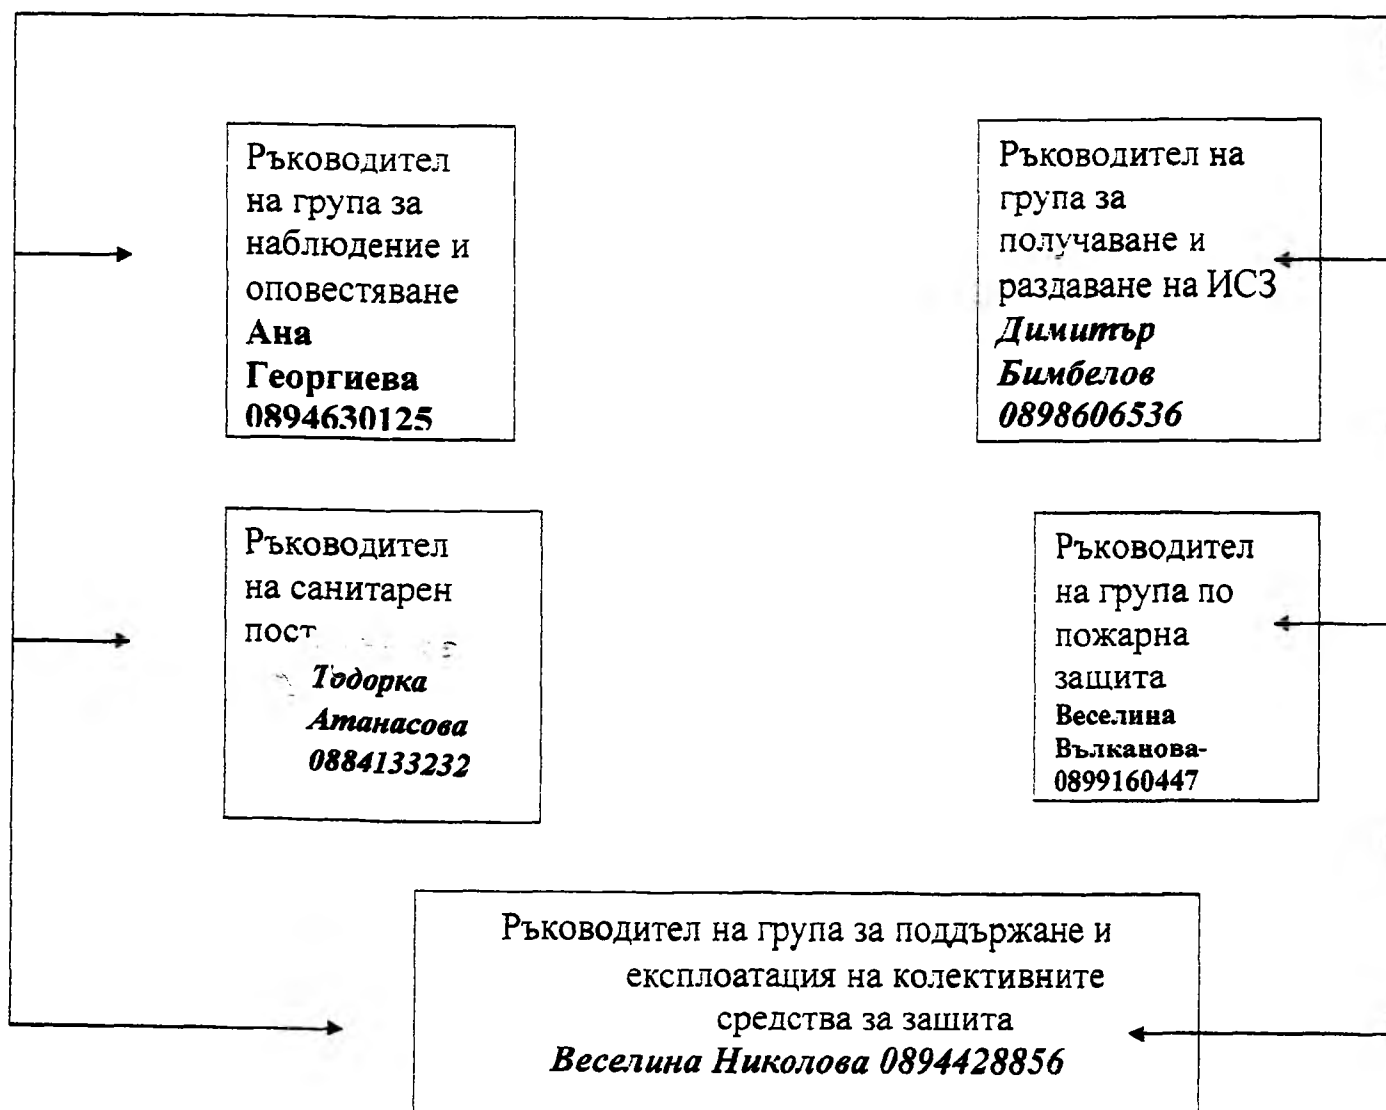 Ръководител
на група за
наблюдение и
оповестяване
Ана
Георгиева
0894630125
Ръководител на
група за
получаване и
раздаване на ИСЗ
Димитър
Бимбелов
0898606536
Ръководител
на санитарен
пост
Тодорка
Атанасова
0884133232
Ръководител
на група по
пожарна
защита
Веселина
Вълканова-
0899160447
Ръководител на група за поддържане и
експлоатация на колективните
средства за зашита
Веселина Николова 0894428856